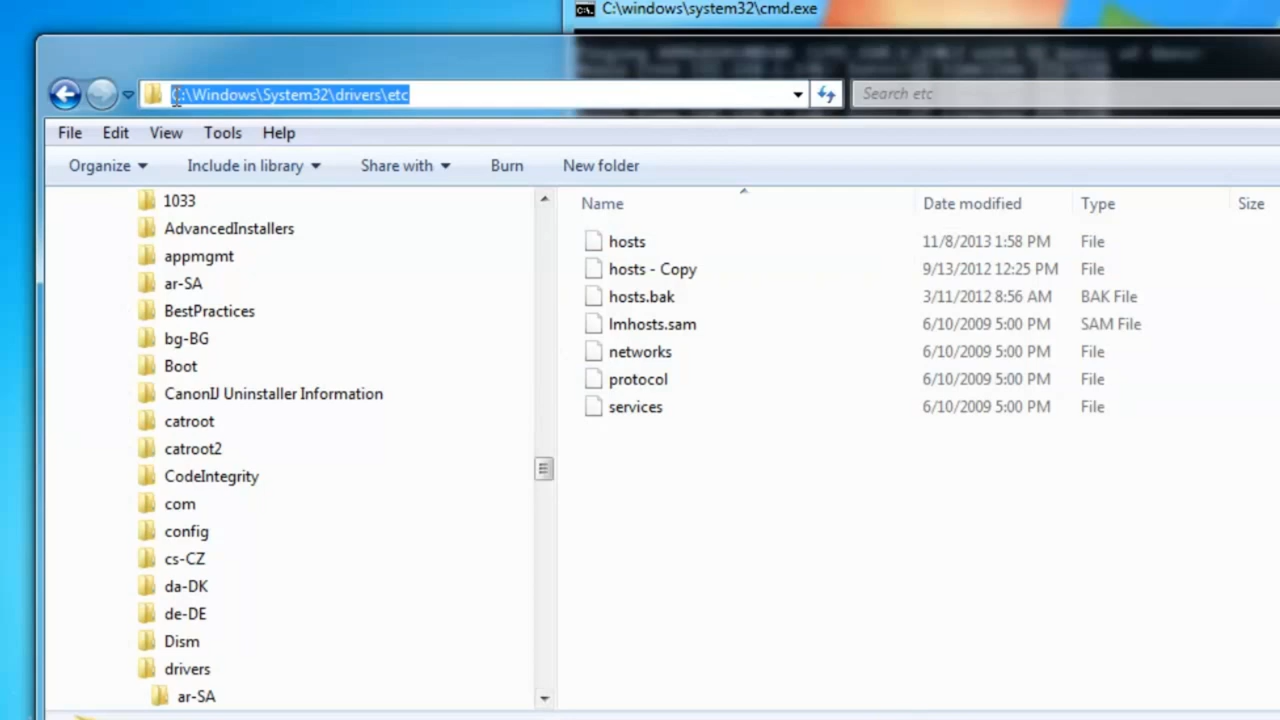 C:\windows\system32\cmd.exe
C:\Windows\System32\drivers\etc
Search etc
File Edit View Tools Help
Organize Include in library Share with Burn New folder
1033
AdvancedInstallers
appmgmt
ar-SA
BestPractices
bg-BG
Boot
CanonIJ Uninstaller Information
catroot
catroot2
CodeIntegrity
com
config
cs-CZ
da-DK
de-DE
Dism
drivers
ar-SA
Name Date modified Type Size
hosts 11/8/2013 1:58 PM File
hosts - Copy 9/13/2012 12:25 PM File
hosts.bak 3/11/2012 8:56 AM BAK File
lmhosts.sam 6/10/2009 5:00 PM SAM File
networks 6/10/2009 5:00 PM File
protocol 6/10/2009 5:00 PM File
services 6/10/2009 5:00 PM File